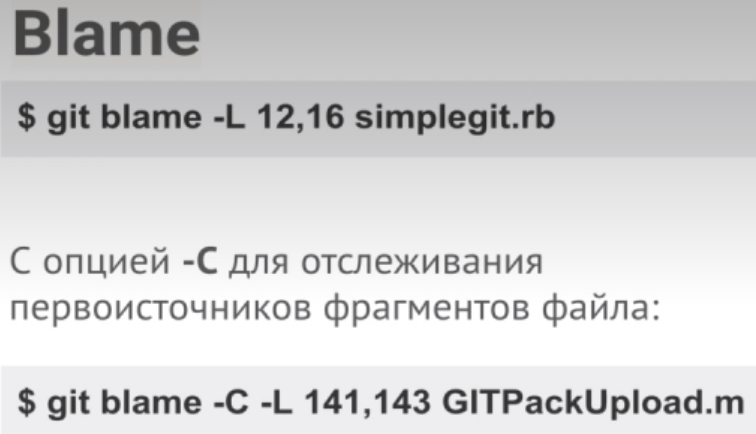 Blame
$ git blame -L 12,16 simplegit.rb
С опцией -C для отслеживания
первоисточников фрагментов файла:
$ git blame -C -L 141,143 GITPackUpload.m